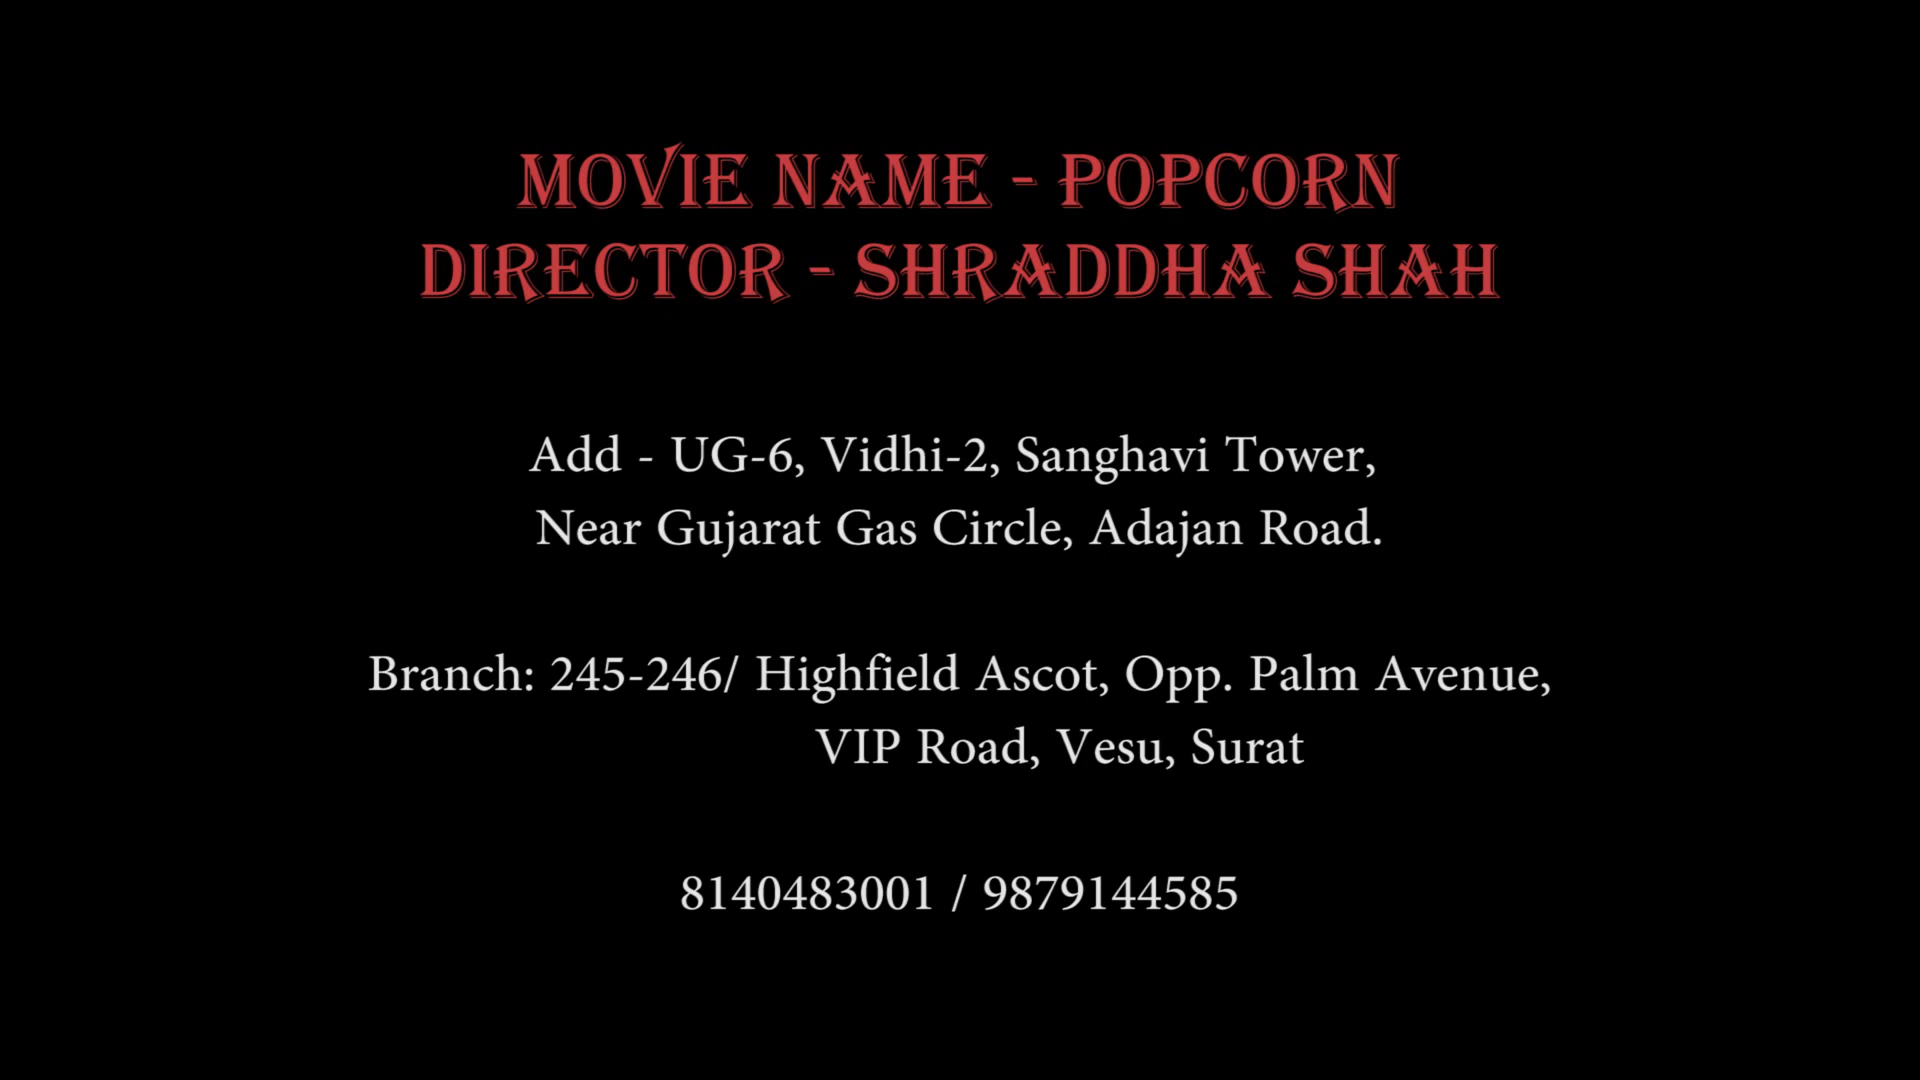 MOVIE NAME - POPCORN
DIRECTOR - SHRADDHA SHAH
Add - UG-6, Vidhi-2, Sanghavi Tower,
Near Gujarat Gas Circle, Adajan Road.
Branch: 245-246/ Highfield Ascot, Opp. Palm Avenue,
VIP Road, Vesu, Surat
8140483001 / 9879144585